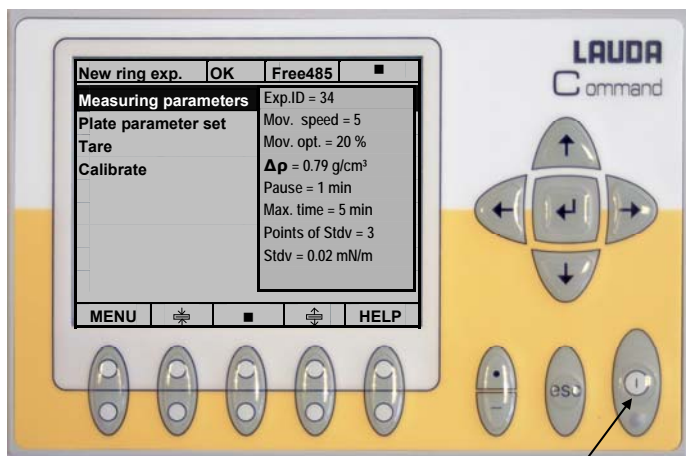 LAUDA
Command
New ring exp. OK Free485 ■
Measuring parameters
Plate parameter set
Tare
Calibrate
Exp.ID = 34
Mov. speed = 5
Mov. opt. = 20 %
Δρ = 0.79 g/cm³
Pause = 1 min
Max. time = 5 min
Points of Stdv = 3
Stdv = 0.02 mN/m
MENU ■ HELP
esc